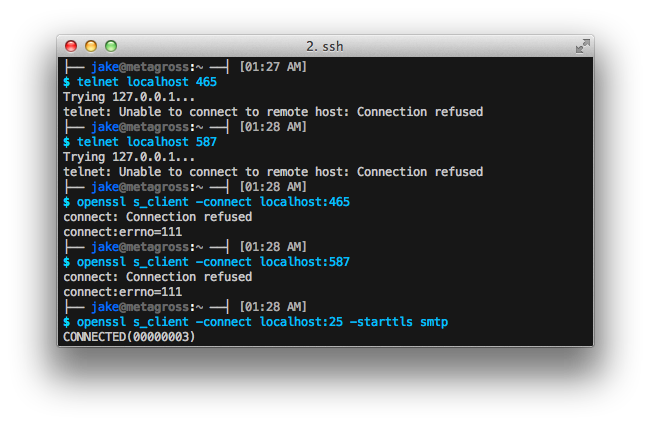 2. ssh
├── jake@metagross:~ ──┤ [01:27 AM]
$ telnet localhost 465
Trying 127.0.0.1...
telnet: Unable to connect to remote host: Connection refused
├── jake@metagross:~ ──┤ [01:28 AM]
$ telnet localhost 587
Trying 127.0.0.1...
telnet: Unable to connect to remote host: Connection refused
├── jake@metagross:~ ──┤ [01:28 AM]
$ openssl s_client -connect localhost:465
connect: Connection refused
connect:errno=111
├── jake@metagross:~ ──┤ [01:28 AM]
$ openssl s_client -connect localhost:587
connect: Connection refused
connect:errno=111
├── jake@metagross:~ ──┤ [01:28 AM]
$ openssl s_client -connect localhost:25 -starttls smtp
CONNECTED(00000003)